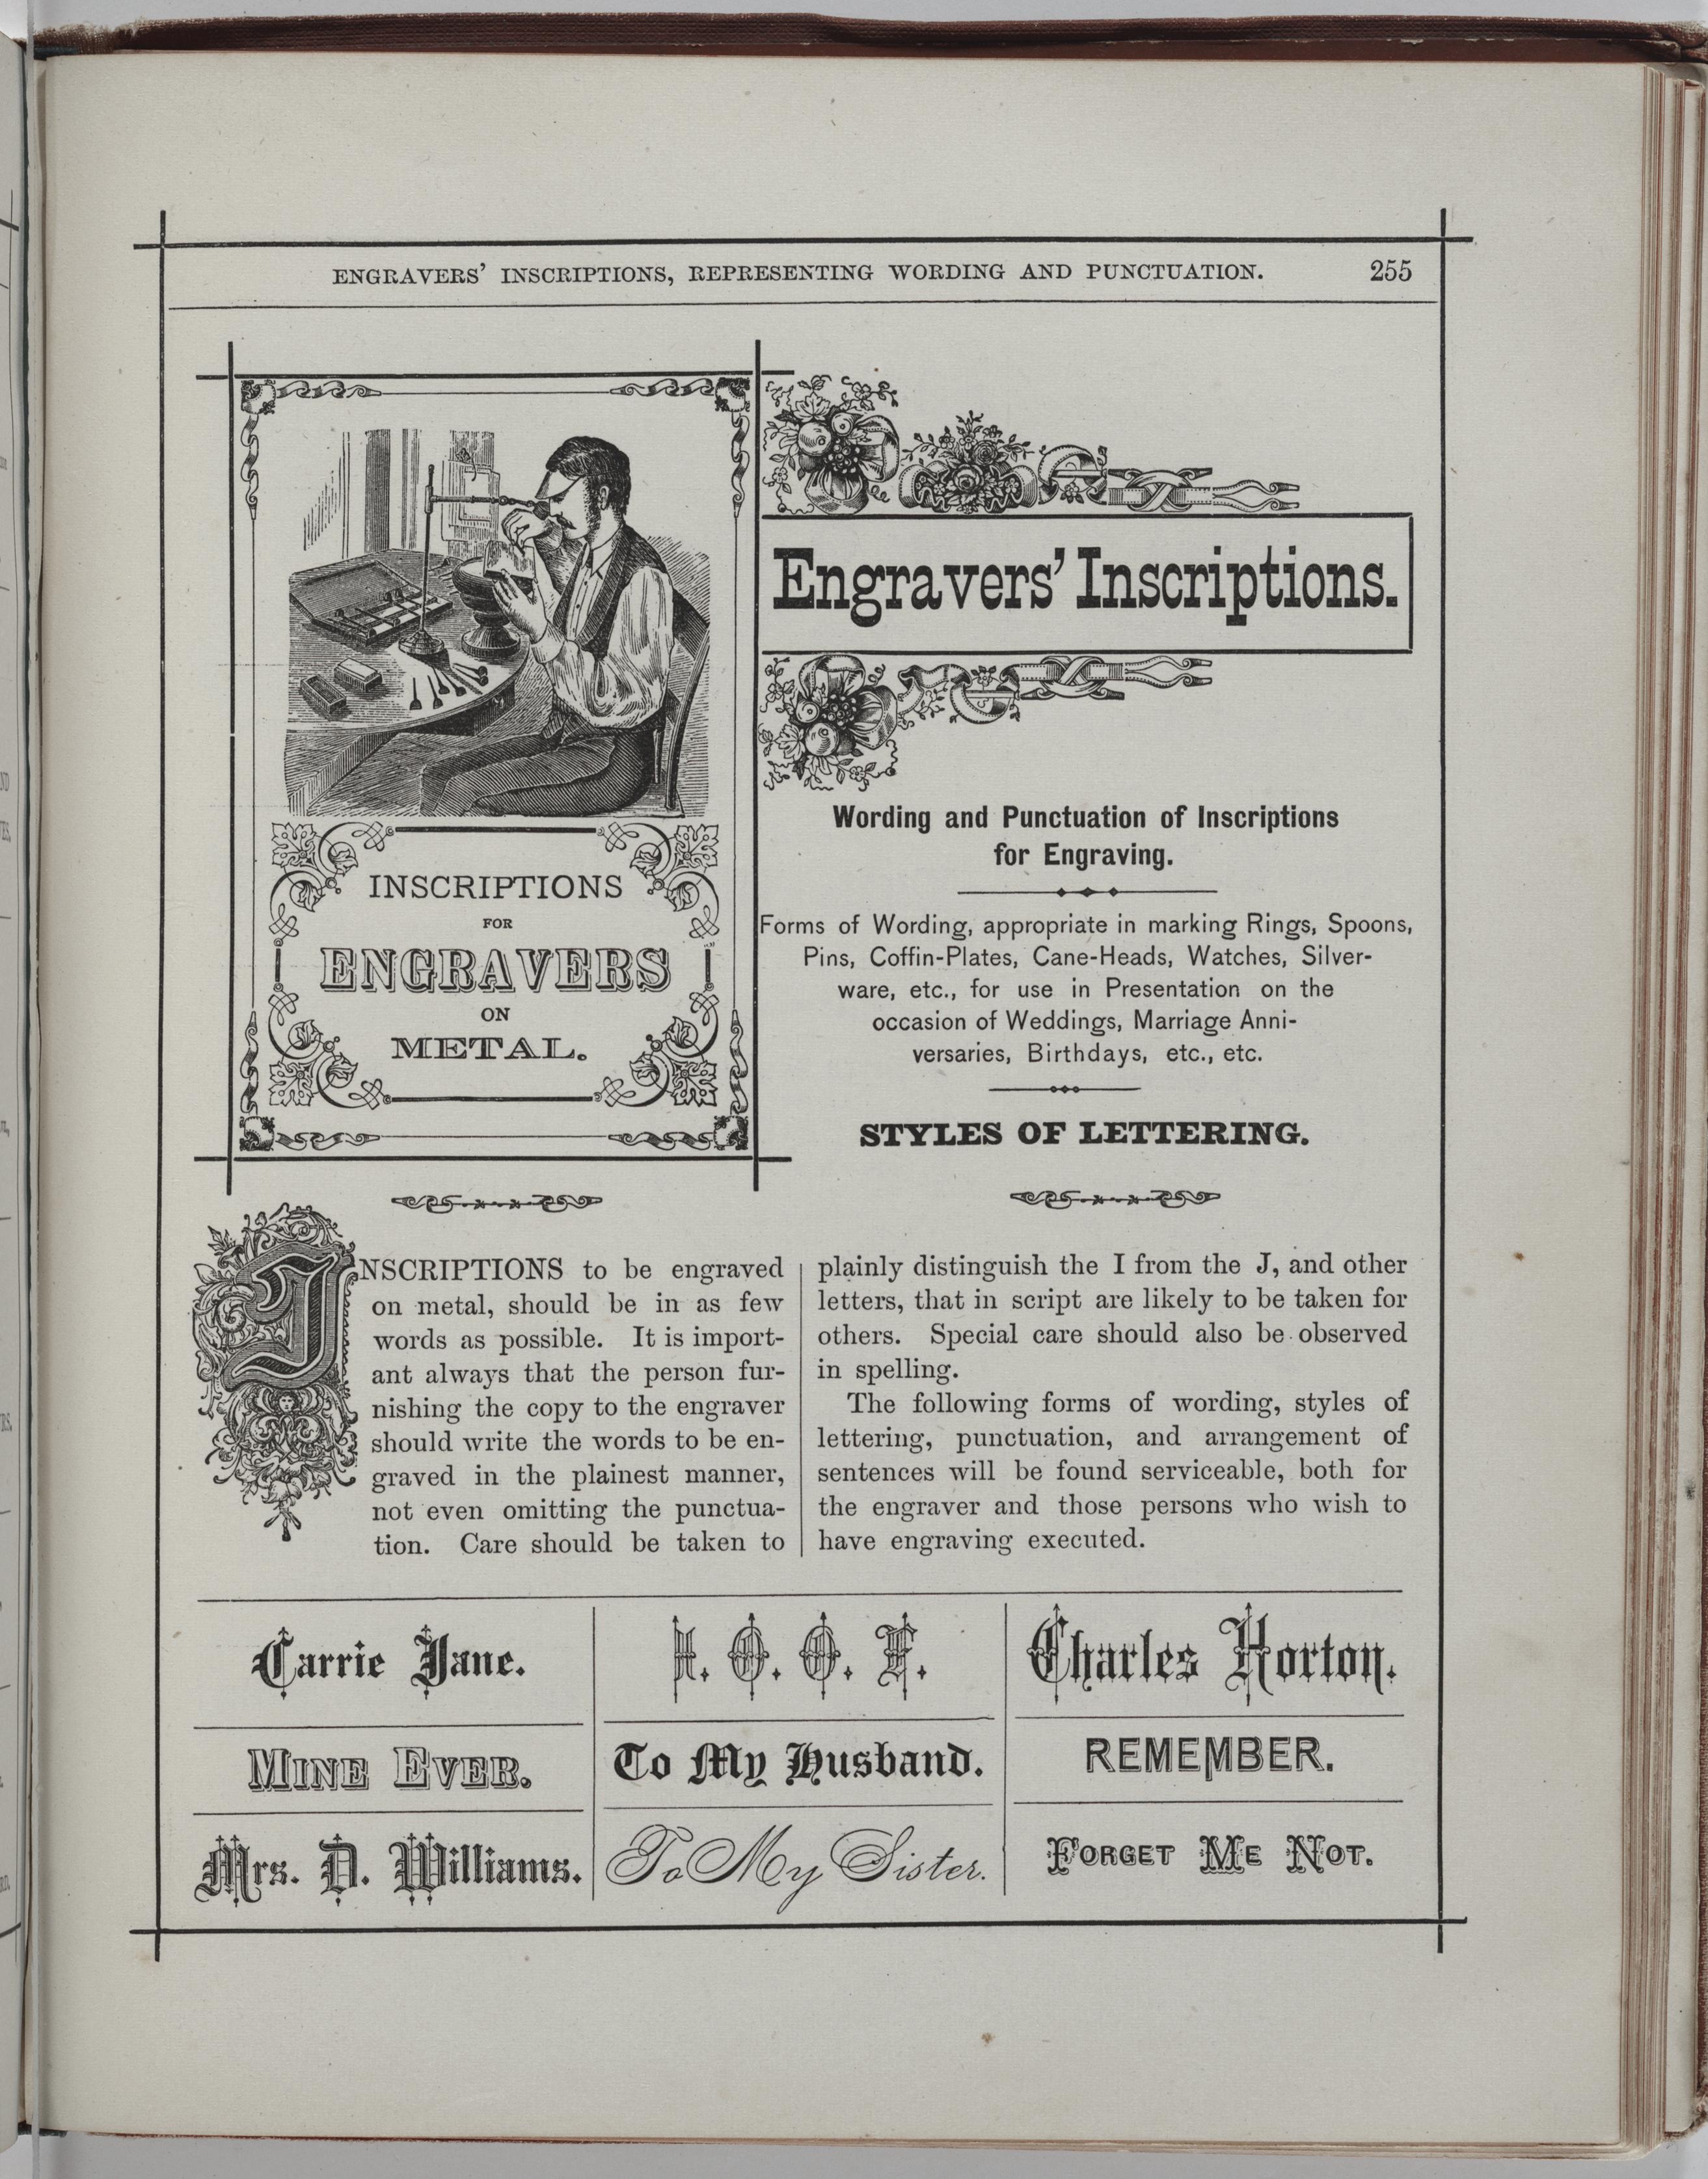 ENGRAVERS' INSCRIPTIONS, REPRESENTING WORDING AND PUNCTUATION. 255
INSCRIPTIONS
FOR
ENGRAVERS
ON
METAL.
Engravers' Inscriptions.
Wording and Punctuation of Inscriptions
for Engraving.
Forms of Wording, appropriate in marking Rings, Spoons,
Pins, Coffin-Plates, Cane-Heads, Watches, Silver-
ware, etc., for use in Presentation on the
occasion of Weddings, Marriage Anni-
versaries, Birthdays, etc., etc.
STYLES OF LETTERING.
INSCRIPTIONS to be engraved
on metal, should be in as few
words as possible. It is import-
ant always that the person fur-
nishing the copy to the engraver
should write the words to be en-
graved in the plainest manner,
not even omitting the punctua-
tion. Care should be taken to
plainly distinguish the I from the J, and other
letters, that in script are likely to be taken for
others. Special care should also be observed
in spelling.
The following forms of wording, styles of
lettering, punctuation, and arrangement of
sentences will be found serviceable, both for
the engraver and those persons who wish to
have engraving executed.
Carrie Jane.
I. O. O. F.
Charles Horton.
MINE EVER.
To My Husband.
REMEMBER.
Mrs. D. Williams.
To My Sister.
FORGET ME NOT.